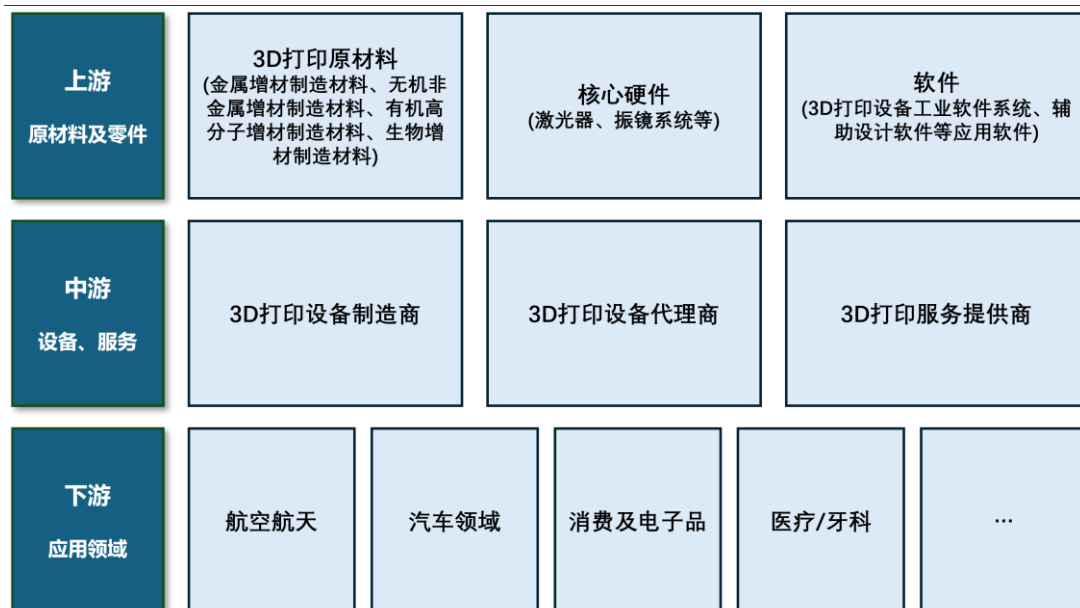 上游
原材料及零件
3D打印原材料
(金属增材制造材料、无机非
金属增材制造材料、有机高
分子增材制造材料、生物增
材制造材料)
核心硬件
(激光器、振镜系统等)
软件
(3D打印设备工业软件系统、辅
助设计软件等应用软件)
中游
设备、服务
3D打印设备制造商
3D打印设备代理商
3D打印服务提供商
下游
应用领域
航空航天
汽车领域
消费及电子品
医疗/牙科
…